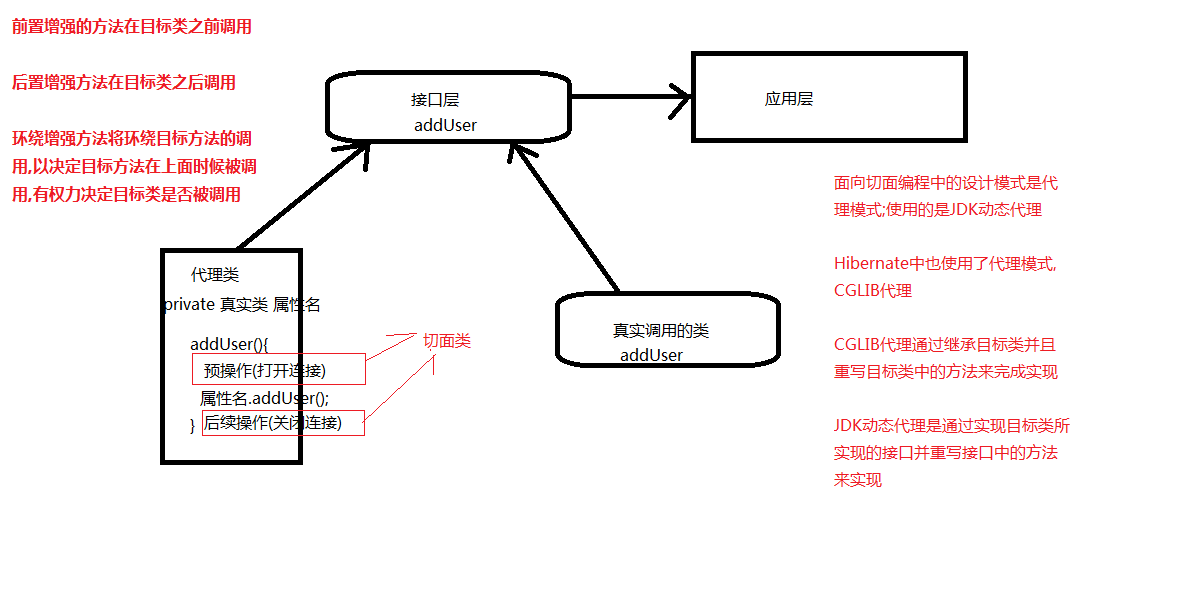 前置增强的方法在目标类之前调用
后置增强方法在目标类之后调用
环绕增强方法将环绕目标方法的调
用,以决定目标方法在上面时候被调
用,有权力决定目标类是否被调用
接口层
addUser
应用层
代理类
private 真实类 属性名
addUser(){
预操作(打开连接)
属性名.addUser();
} 后续操作(关闭连接)
切面类
真实调用的类
addUser
面向切面编程中的设计模式是代
理模式;使用的是JDK动态代理
Hibernate中也使用了代理模式,
CGLIB代理
CGLIB代理通过继承目标类并且
重写目标类中的方法来完成实现
JDK动态代理是通过实现目标类所
实现的接口并重写接口中的方法
来实现